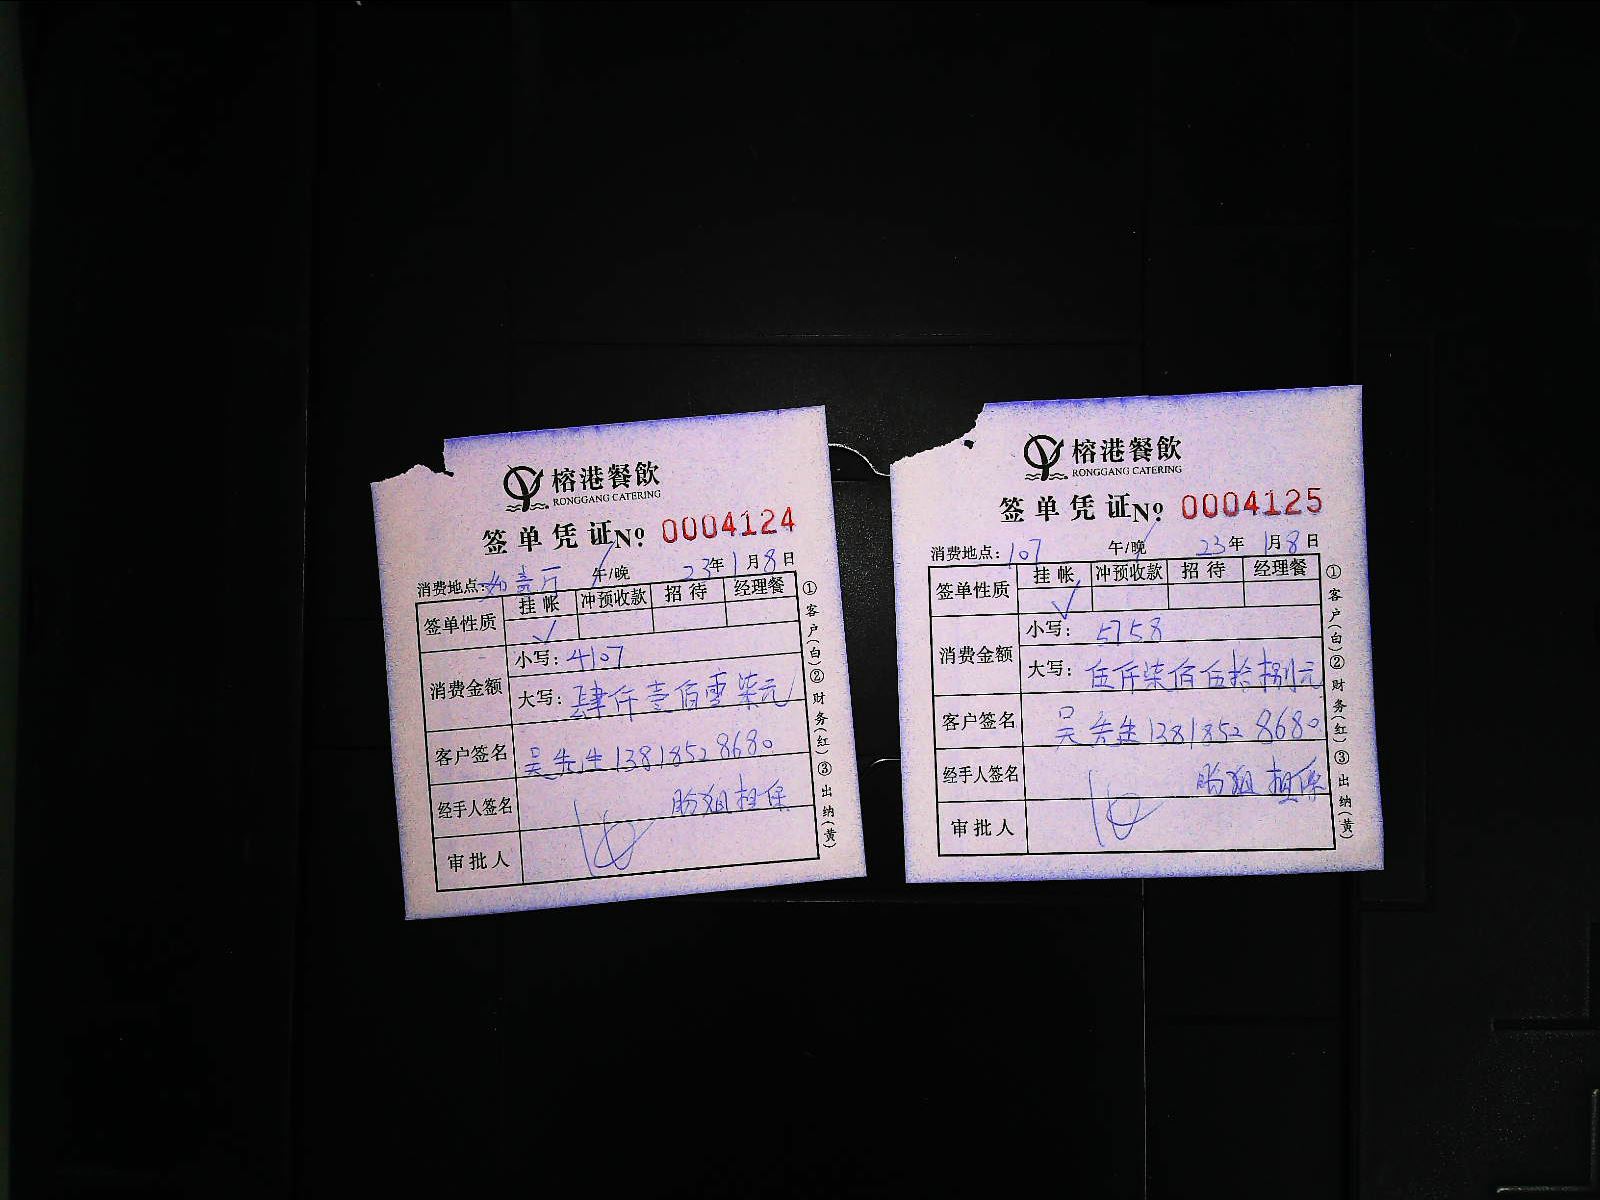 榕港餐飲
RONGGANG CATERING
签单凭证 No. 0004124
消费地点: 壹厅 午/晚 23年1月8日
签单性质 挂帐 冲预收款 招待 经理餐
√
消费金额 小写: 4107
大写: 肆仟壹佰零柒元
客户签名 吴先生 13818528680
经手人签名 担保
审批人
①客户(白)②财务(红)③出纳(黄)
榕港餐飲
RONGGANG CATERING
签单凭证 No. 0004125
消费地点: 107 午/晚 23年1月8日
签单性质 挂帐 冲预收款 招待 经理餐
√
消费金额 小写: 5758
大写: 伍仟柒佰伍拾捌元
客户签名 吴先生 13818528680
经手人签名 担保
审批人
①客户(白)②财务(红)③出纳(黄)